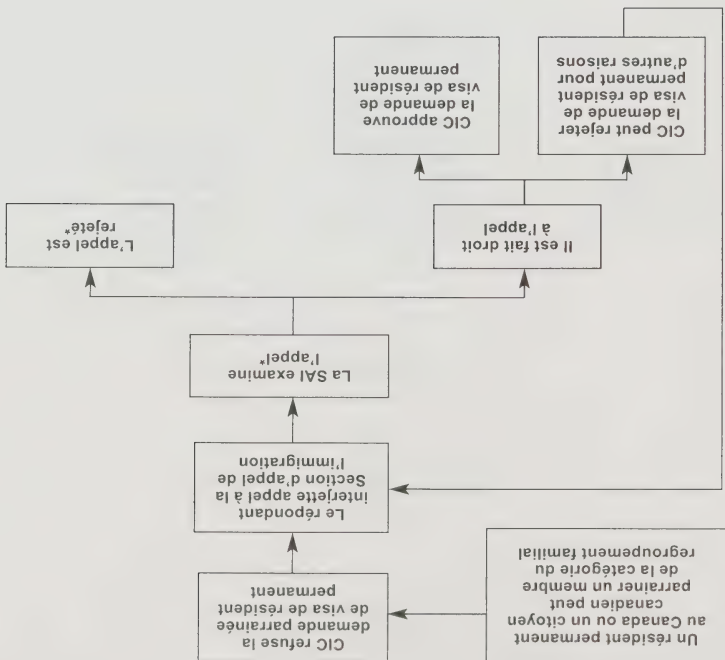 Un résident permanent
au Canada ou un citoyen
canadien peut
parrainer un membre
de la catégorie du
regroupement familial
CIC refuse la
demande parrainée
de visa de résident
permanent
Le répondant
interjette appel à la
Section d'appel de
l'immigration
La SAI examine
l'appel*
Il est fait droit
à l'appel
L'appel est
rejeté*
CIC peut rejeter
la demande de
visa de résident
permanent pour
d'autres raisons
CIC approuve
la demande de
visa de résident
permanent